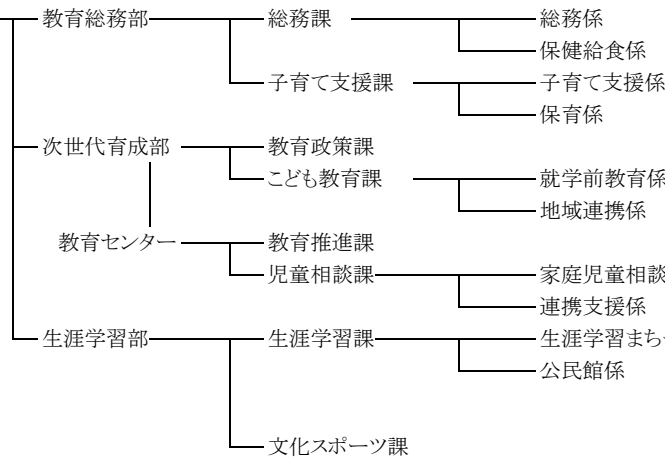 教育総務部 総務課 総務係
保健給食係
子育て支援課 子育て支援係
保育係
次世代育成部 教育政策課
こども教育課 就学前教育係
地域連携係
教育センター 教育推進課
児童相談課 家庭児童相談
連携支援係
生涯学習部 生涯学習課 生涯学習まち
公民館係
文化スポーツ課